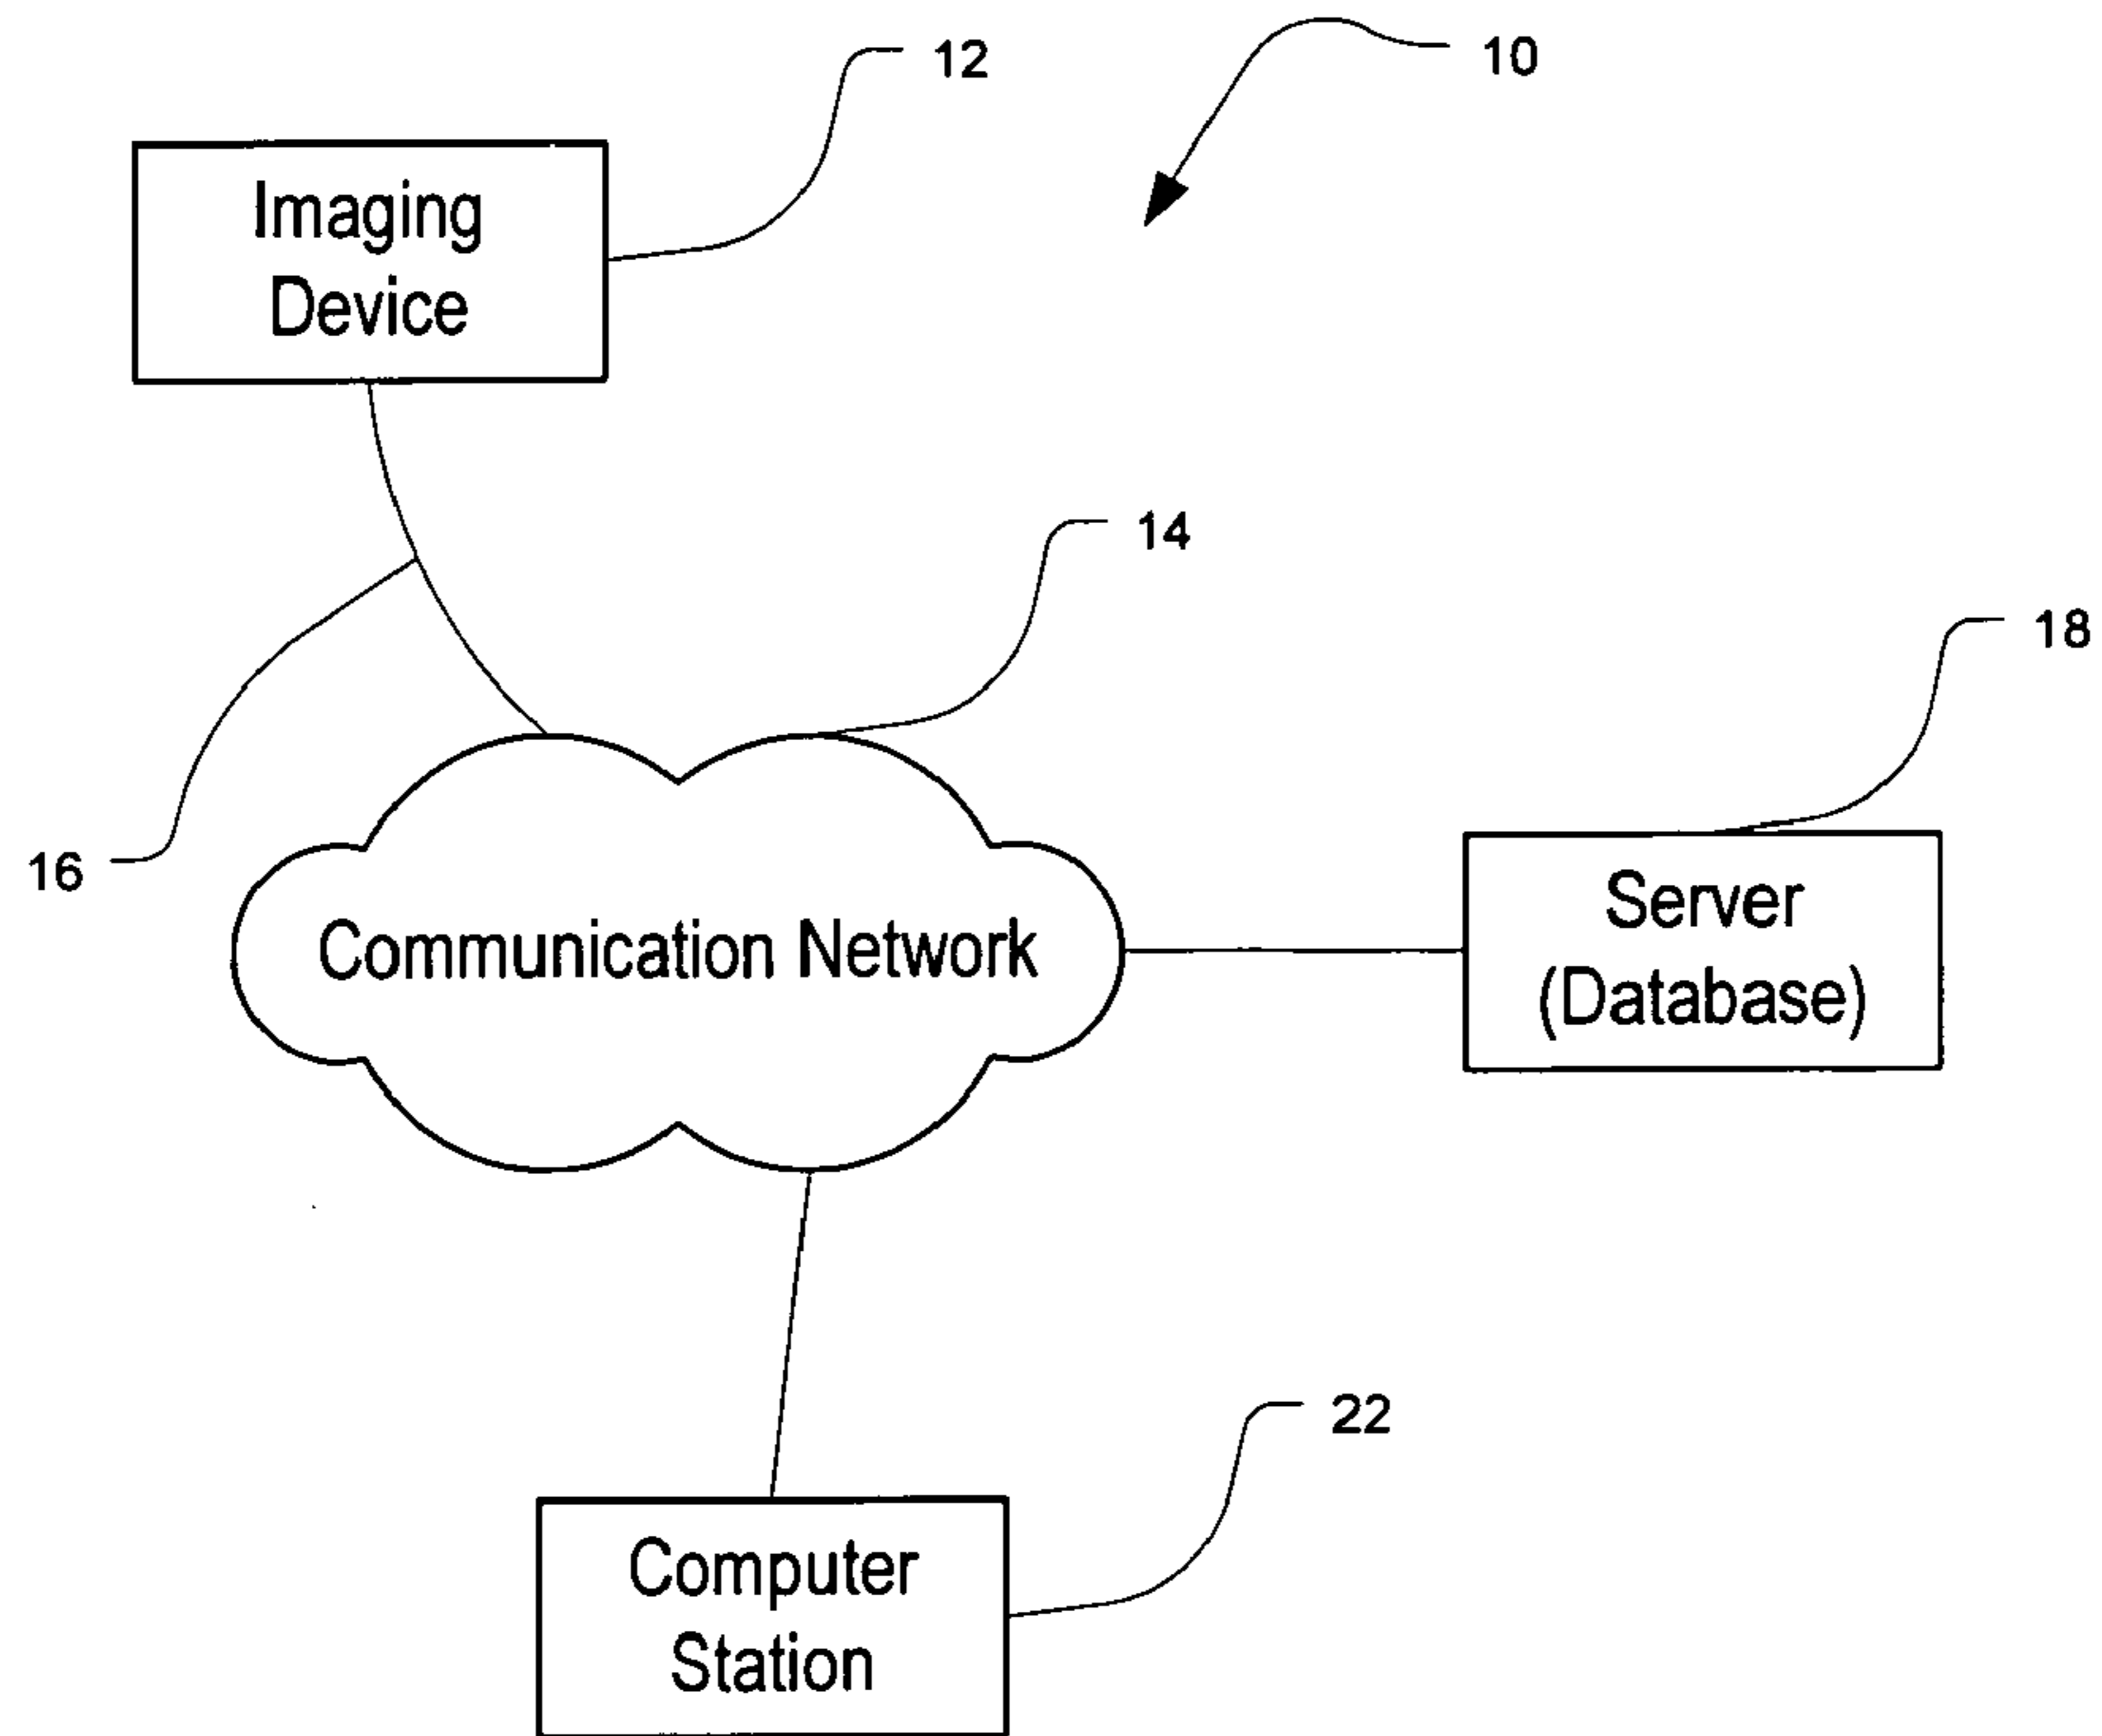 12
10
Imaging
Device
14
18
16
Communication Network
Server
(Database)
22
Computer
Station